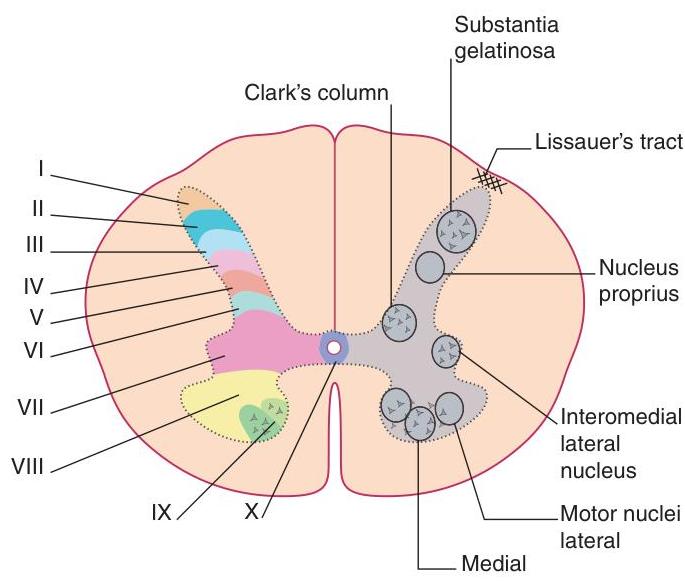 Substantia
gelatinosa
Clark's column
Lissauer's tract
I
II
III
IV
V
VI
VII
VIII
IX
X
Nucleus
proprius
Interomedial
lateral
nucleus
Motor nuclei
lateral
Medial